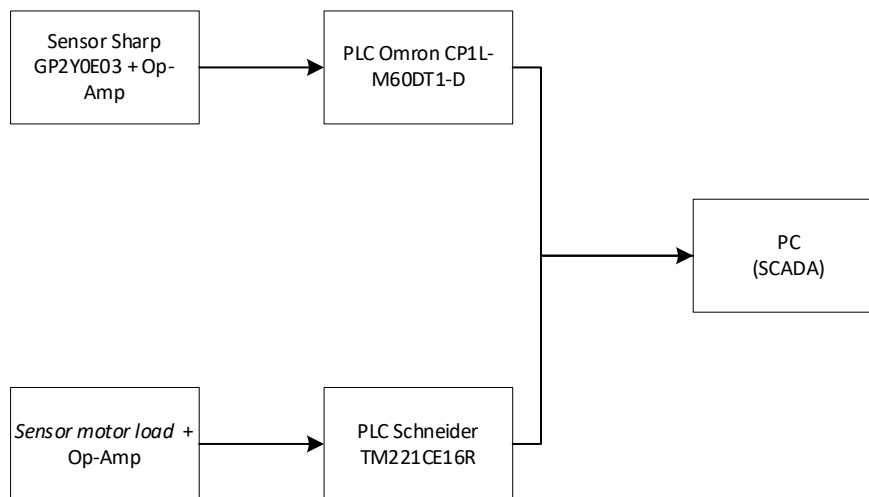 Sensor Sharp
GP2Y0E03 + Op-
Amp
PLC Omron CP1L-
M60DT1-D
PC
(SCADA)
Sensor motor load +
Op-Amp
PLC Schneider
TM221CE16R